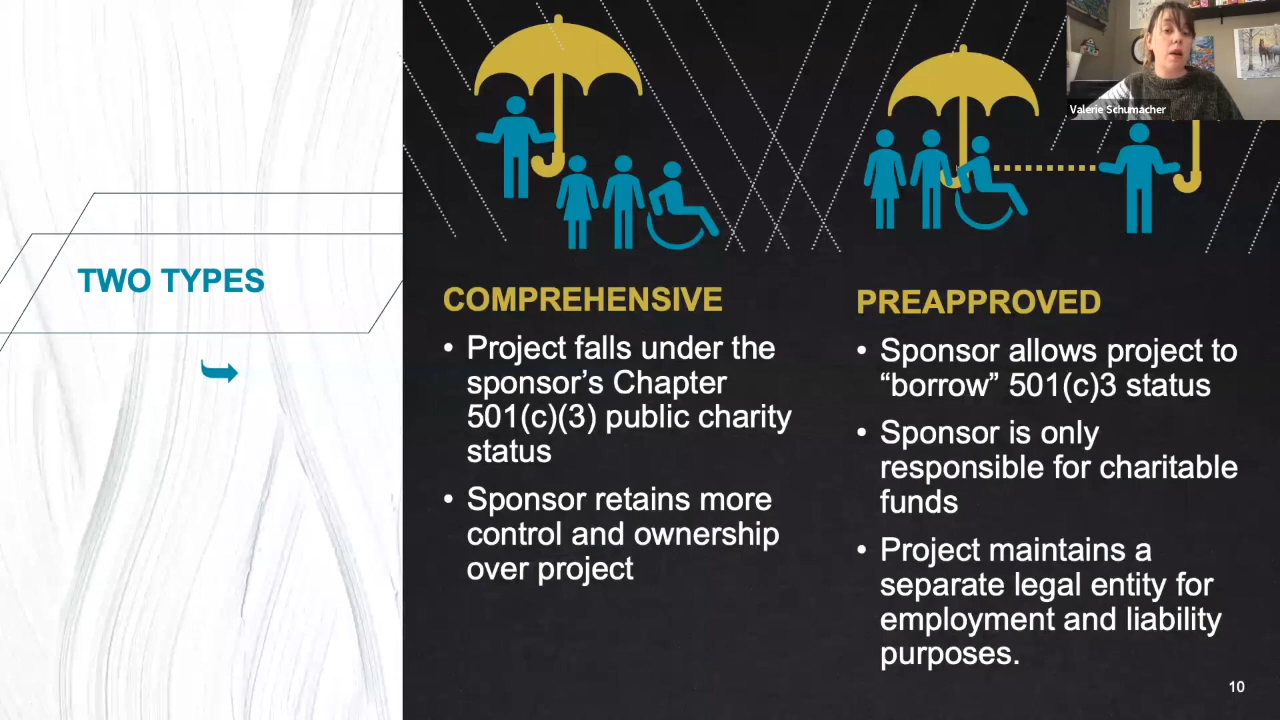 TWO TYPES
COMPREHENSIVE
• Project falls under the
sponsor’s Chapter
501(c)(3) public charity
status
• Sponsor retains more
control and ownership
over project
PREAPPROVED
• Sponsor allows project to
“borrow” 501(c)3 status
• Sponsor is only
responsible for charitable
funds
• Project maintains a
separate legal entity for
employment and liability
purposes.
Valerie Schumacher
10